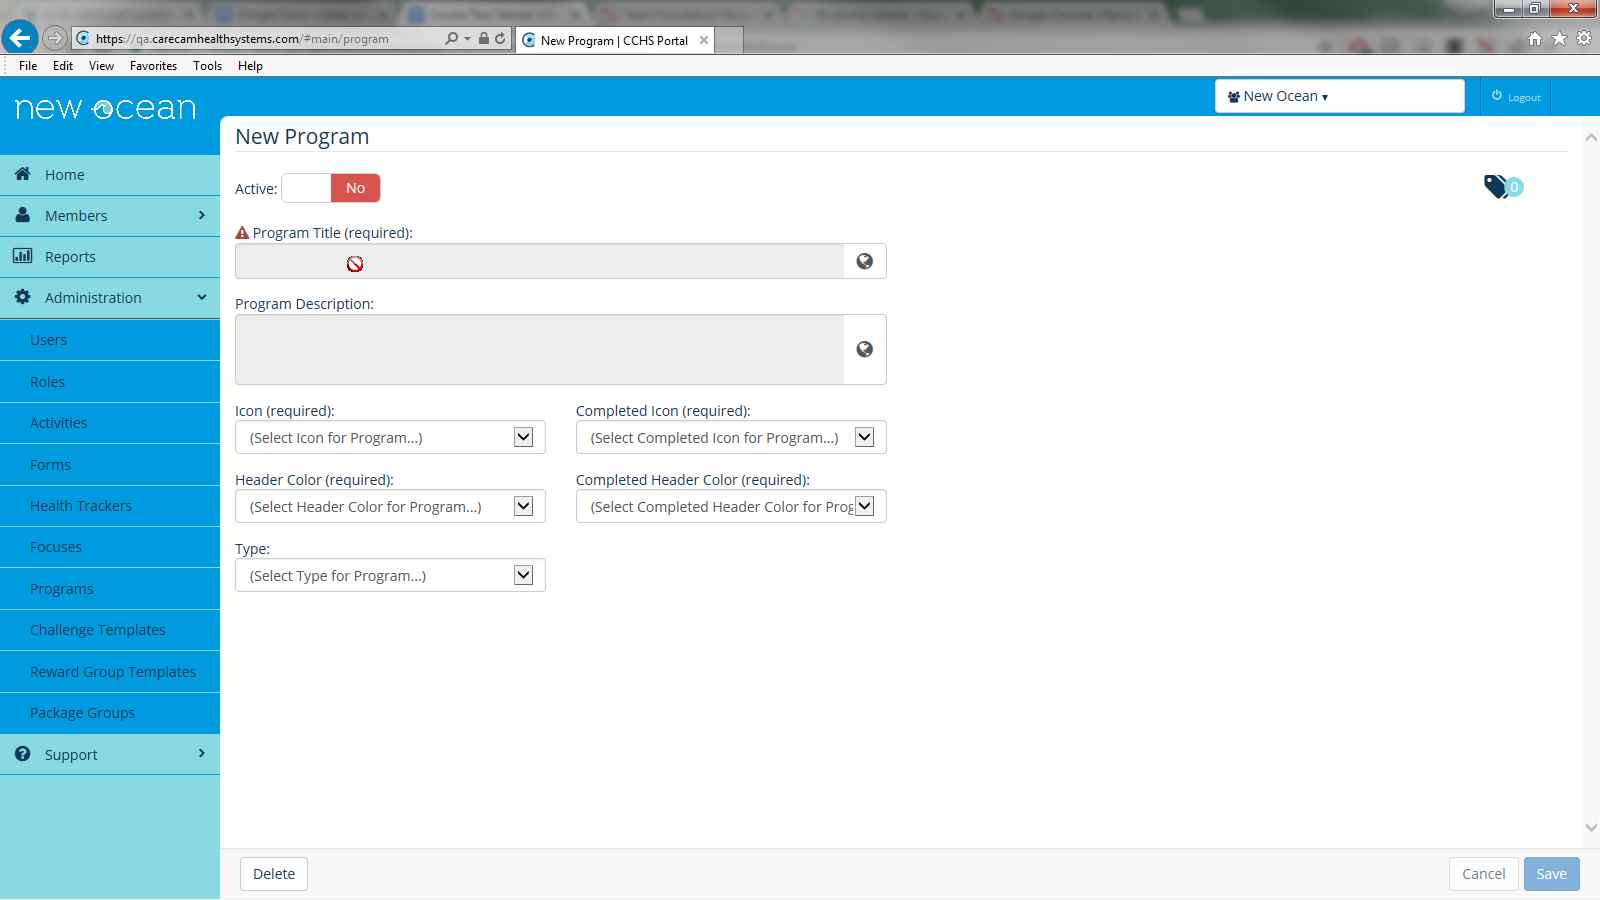 https://qa.carecamhealthsystems.com/#main/program
New Program | CCHS Portal
File Edit View Favorites Tools Help
new ocean
New Ocean
Logout
New Program
Home
Members
Reports
Administration
Users
Roles
Activities
Forms
Health Trackers
Focuses
Programs
Challenge Templates
Reward Group Templates
Package Groups
Support
Active: No
0
Program Title (required):
Program Description:
Icon (required): Completed Icon (required):
(Select Icon for Program...) (Select Completed Icon for Program...)
Header Color (required): Completed Header Color (required):
(Select Header Color for Program...) (Select Completed Header Color for Prog
Type:
(Select Type for Program...)
Delete Cancel Save